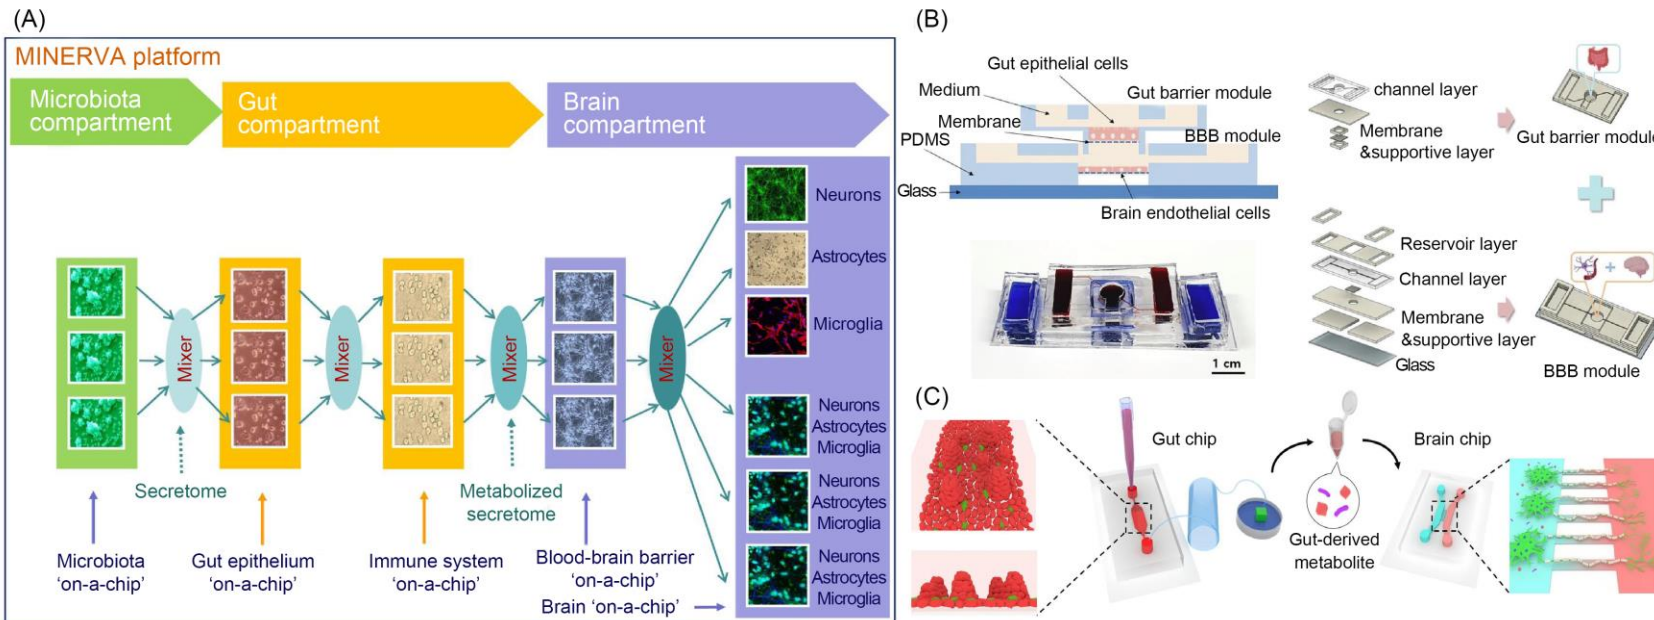 (A)
MINERVA platform
Microbiota
compartment
Gut
compartment
Brain
compartment
Neurons
Astrocytes
Microglia
Mixer
Mixer
Mixer
Mixer
Neurons
Astrocytes
Microglia
Neurons
Astrocytes
Microglia
Neurons
Astrocytes
Microglia
Secretome
Metabolized
secretome
Microbiota
'on-a-chip'
Gut epithelium
'on-a-chip'
Immune system
'on-a-chip'
Blood-brain barrier
'on-a-chip'
Brain 'on-a-chip'
(B)
Gut epithelial cells
Medium
Gut barrier module
Membrane
BBB module
PDMS
Glass
Brain endothelial cells
1 cm
channel layer
Membrane
&supportive layer
Gut barrier module
Reservoir layer
Channel layer
Membrane
&supportive layer
Glass
BBB module
(C)
Gut chip
Gut-derived
metabolite
Brain chip